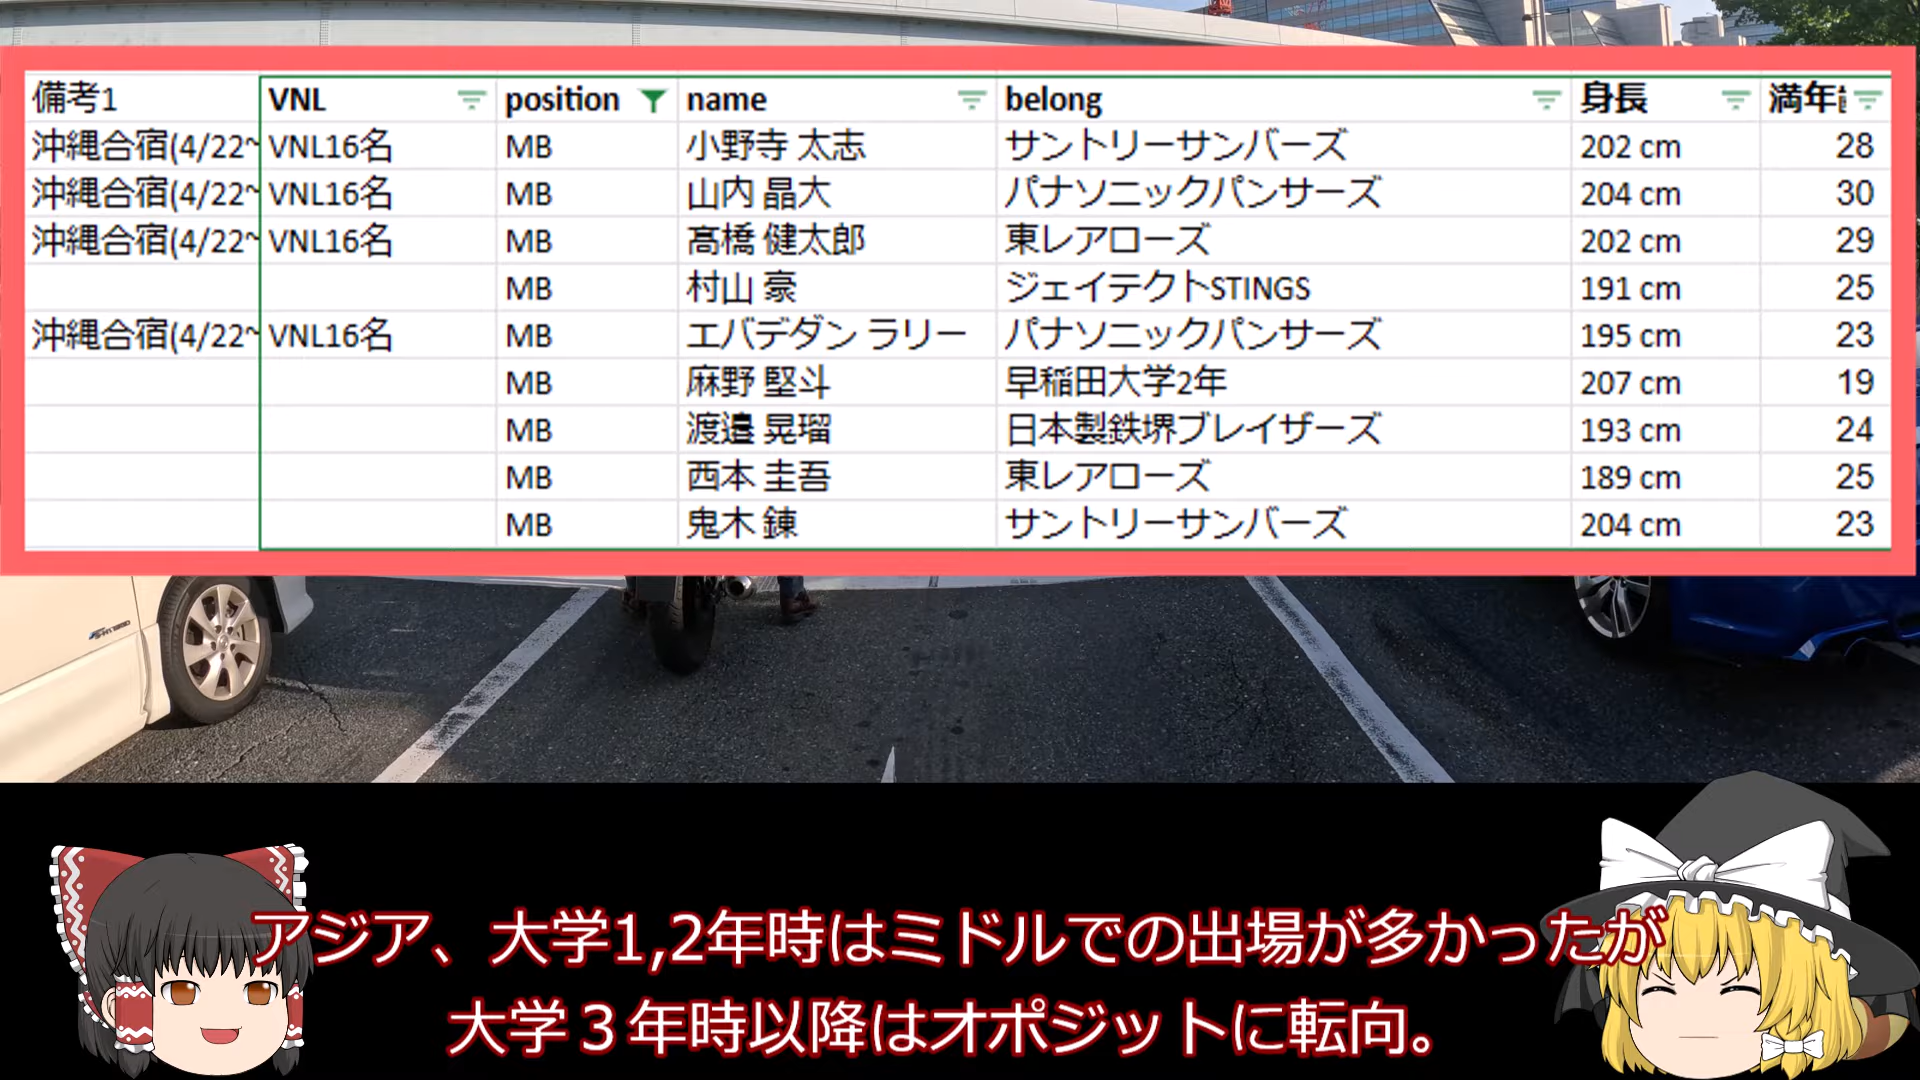 備考1 VNL position name belong 身長 満年
沖縄合宿(4/22~ VNL16名 MB 小野寺 太志 サントリーサンバーズ 202 cm 28
沖縄合宿(4/22~ VNL16名 MB 山内 晶大 パナソニックパンサーズ 204 cm 30
沖縄合宿(4/22~ VNL16名 MB 髙橋 健太郎 東レアローズ 202 cm 29
MB 村山 豪 ジェイテクトSTINGS 191 cm 25
沖縄合宿(4/22~ VNL16名 MB エバデダン ラリー パナソニックパンサーズ 195 cm 23
MB 麻野 堅斗 早稲田大学2年 207 cm 19
MB 渡邉 晃瑠 日本製鉄堺ブレイザーズ 193 cm 24
MB 西本 圭吾 東レアローズ 189 cm 25
MB 鬼木 錬 サントリーサンバーズ 204 cm 23
アジア、大学1,2年時はミドルでの出場が多かったが
大学３年時以降はオポジットに転向。